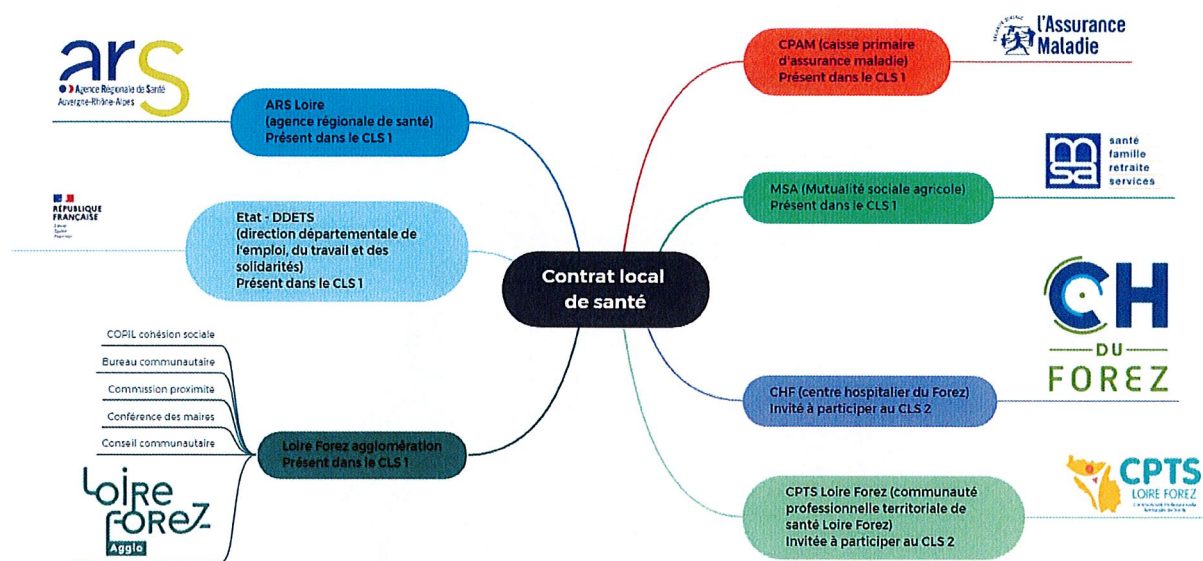 ars
Agence Régionale de Santé
Auvergne-Rhône-Alpes
ARS Loire
(agence régionale de santé)
Présent dans le CLS 1
RÉPUBLIQUE
FRANÇAISE
Etat - DDETS
(direction départementale de
l'emploi, du travail et des
solidarités)
Présent dans le CLS 1
COPIL cohésion sociale
Bureau communautaire
Commission proximité
Conférence des maires
Conseil communautaire
Loire Forez agglomération
Présent dans le CLS 1
Loire
Forez
Agglo
Contrat local
de santé
CPAM (caisse primaire
d'assurance maladie)
Présent dans le CLS 1
l'Assurance
Maladie
MSA (Mutualité sociale agricole)
Présent dans le CLS 1
msa
santé
famille
retraite
services
CHF (centre hospitalier du Forez)
Invité à participer au CLS 2
CH
DU
FOREZ
CPTS Loire Forez (communauté
professionnelle territoriale de
santé Loire Forez)
Invitée à participer au CLS 2
CPTS
LOIRE FOREZ